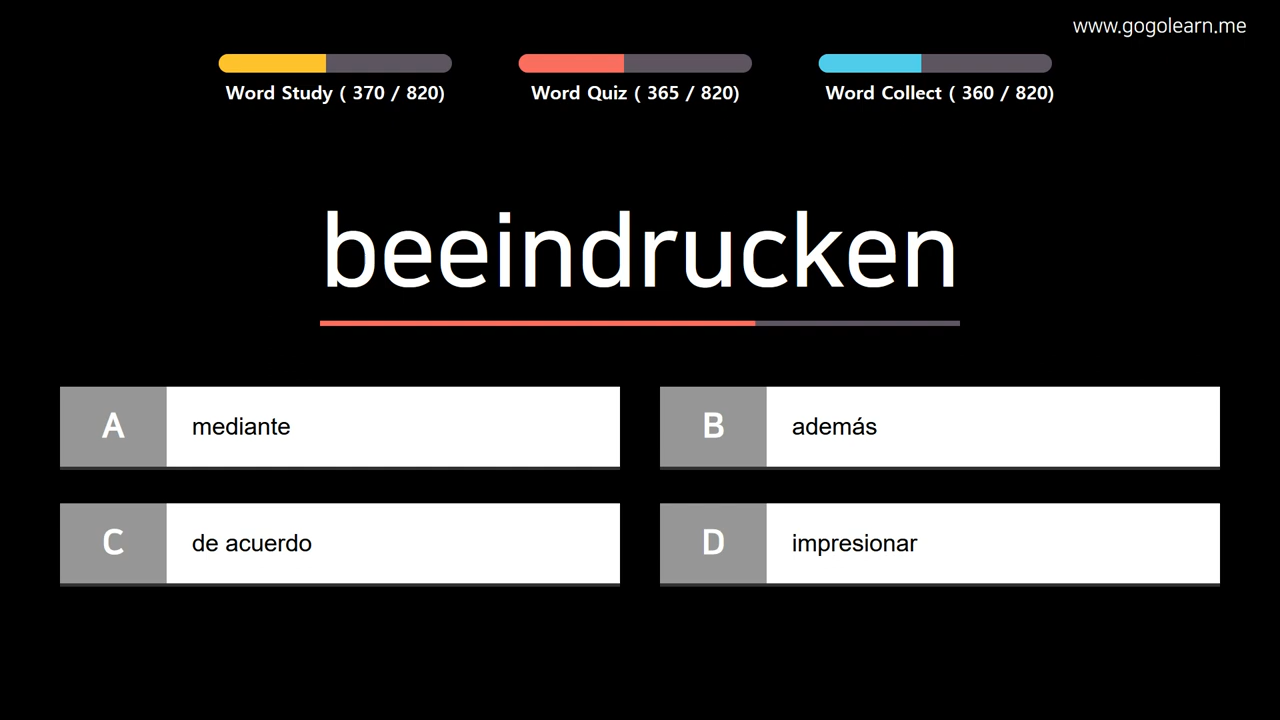 www.gogolearn.me
Word Study ( 370 / 820)
Word Quiz ( 365 / 820)
Word Collect ( 360 / 820)
beeindrucken
A mediante
B además
C de acuerdo
D impresionar